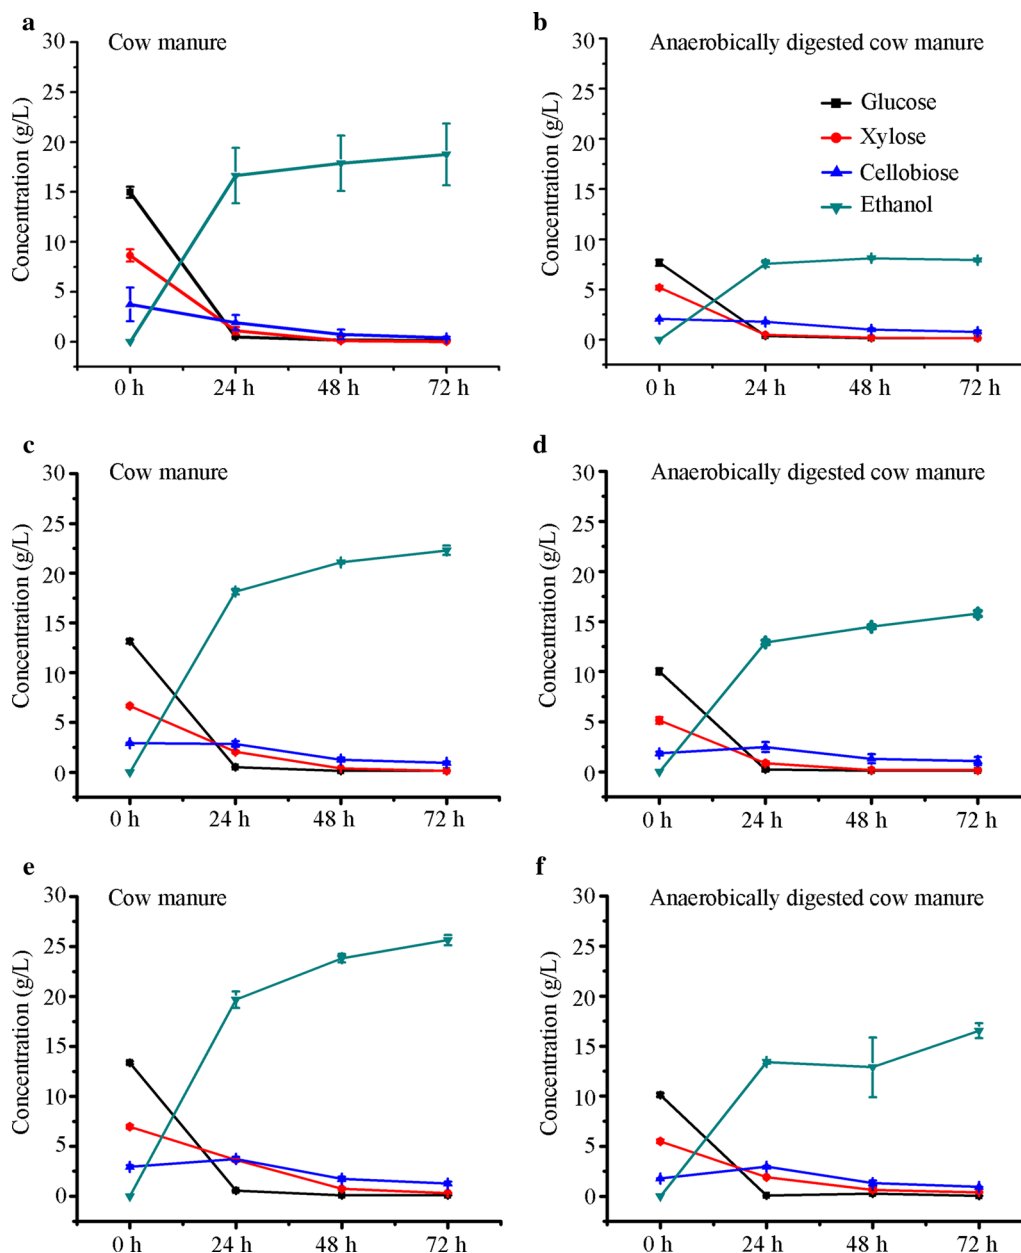 a
Cow manure
30
25
20
15
10
5
0
Concentration (g/L)
0 h
24 h
48 h
72 h
b
Anaerobically digested cow manure
30
25
20
15
10
5
0
Concentration (g/L)
Glucose
Xylose
Cellobiose
Ethanol
0 h
24 h
48 h
72 h
c
Cow manure
30
25
20
15
10
5
0
Concentration (g/L)
0 h
24 h
48 h
72 h
d
Anaerobically digested cow manure
30
25
20
15
10
5
0
Concentration (g/L)
0 h
24 h
48 h
72 h
e
Cow manure
30
25
20
15
10
5
0
Concentration (g/L)
0 h
24 h
48 h
72 h
f
Anaerobically digested cow manure
30
25
20
15
10
5
0
Concentration (g/L)
0 h
24 h
48 h
72 h